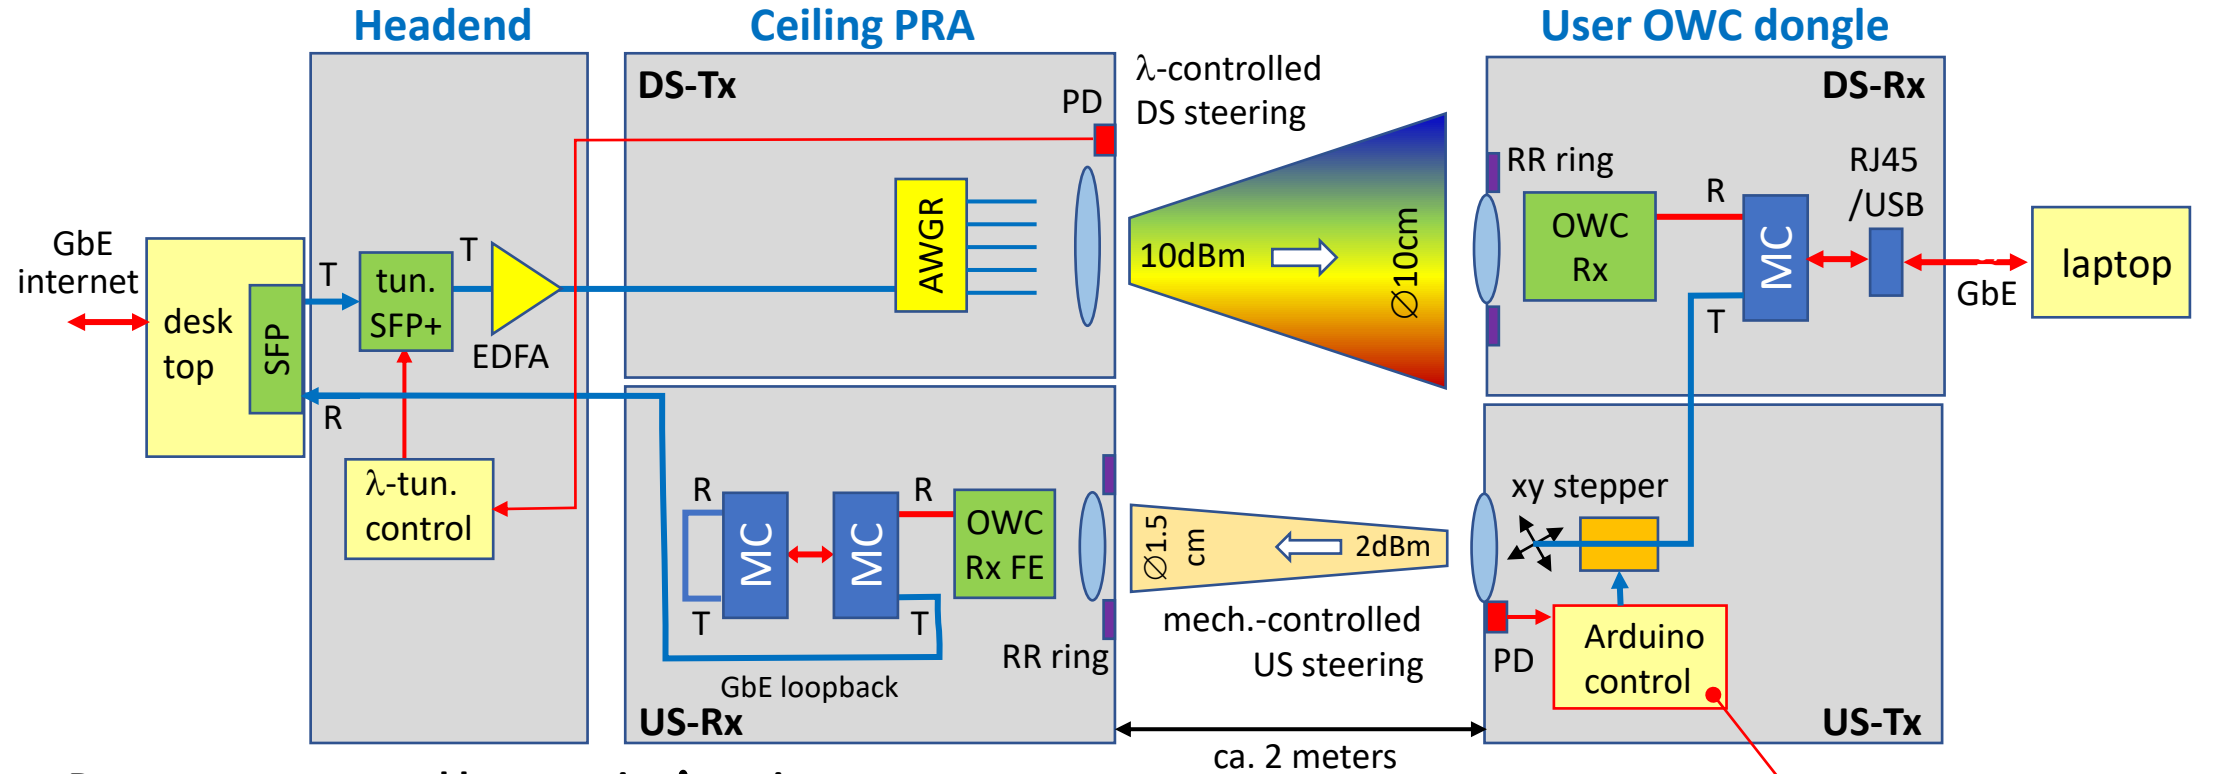 Headend
Ceiling PRA
User OWC dongle
DS-Tx
PD
λ-controlled
DS steering
DS-Rx
RR ring
RJ45
/USB
GbE
internet
desk
top
SFP
T
R
tun.
SFP+
T
EDFA
λ-tun.
control
AWGR
10dBm
∅10cm
OWC
Rx
R
T
MC
GbE
laptop
R
T
MC
MC
R
T
OWC
Rx FE
GbE loopback
RR ring
US-Rx
∅1.5
cm
2dBm
mech.-controlled
US steering
ca. 2 meters
xy stepper
PD
Arduino
control
US-Tx